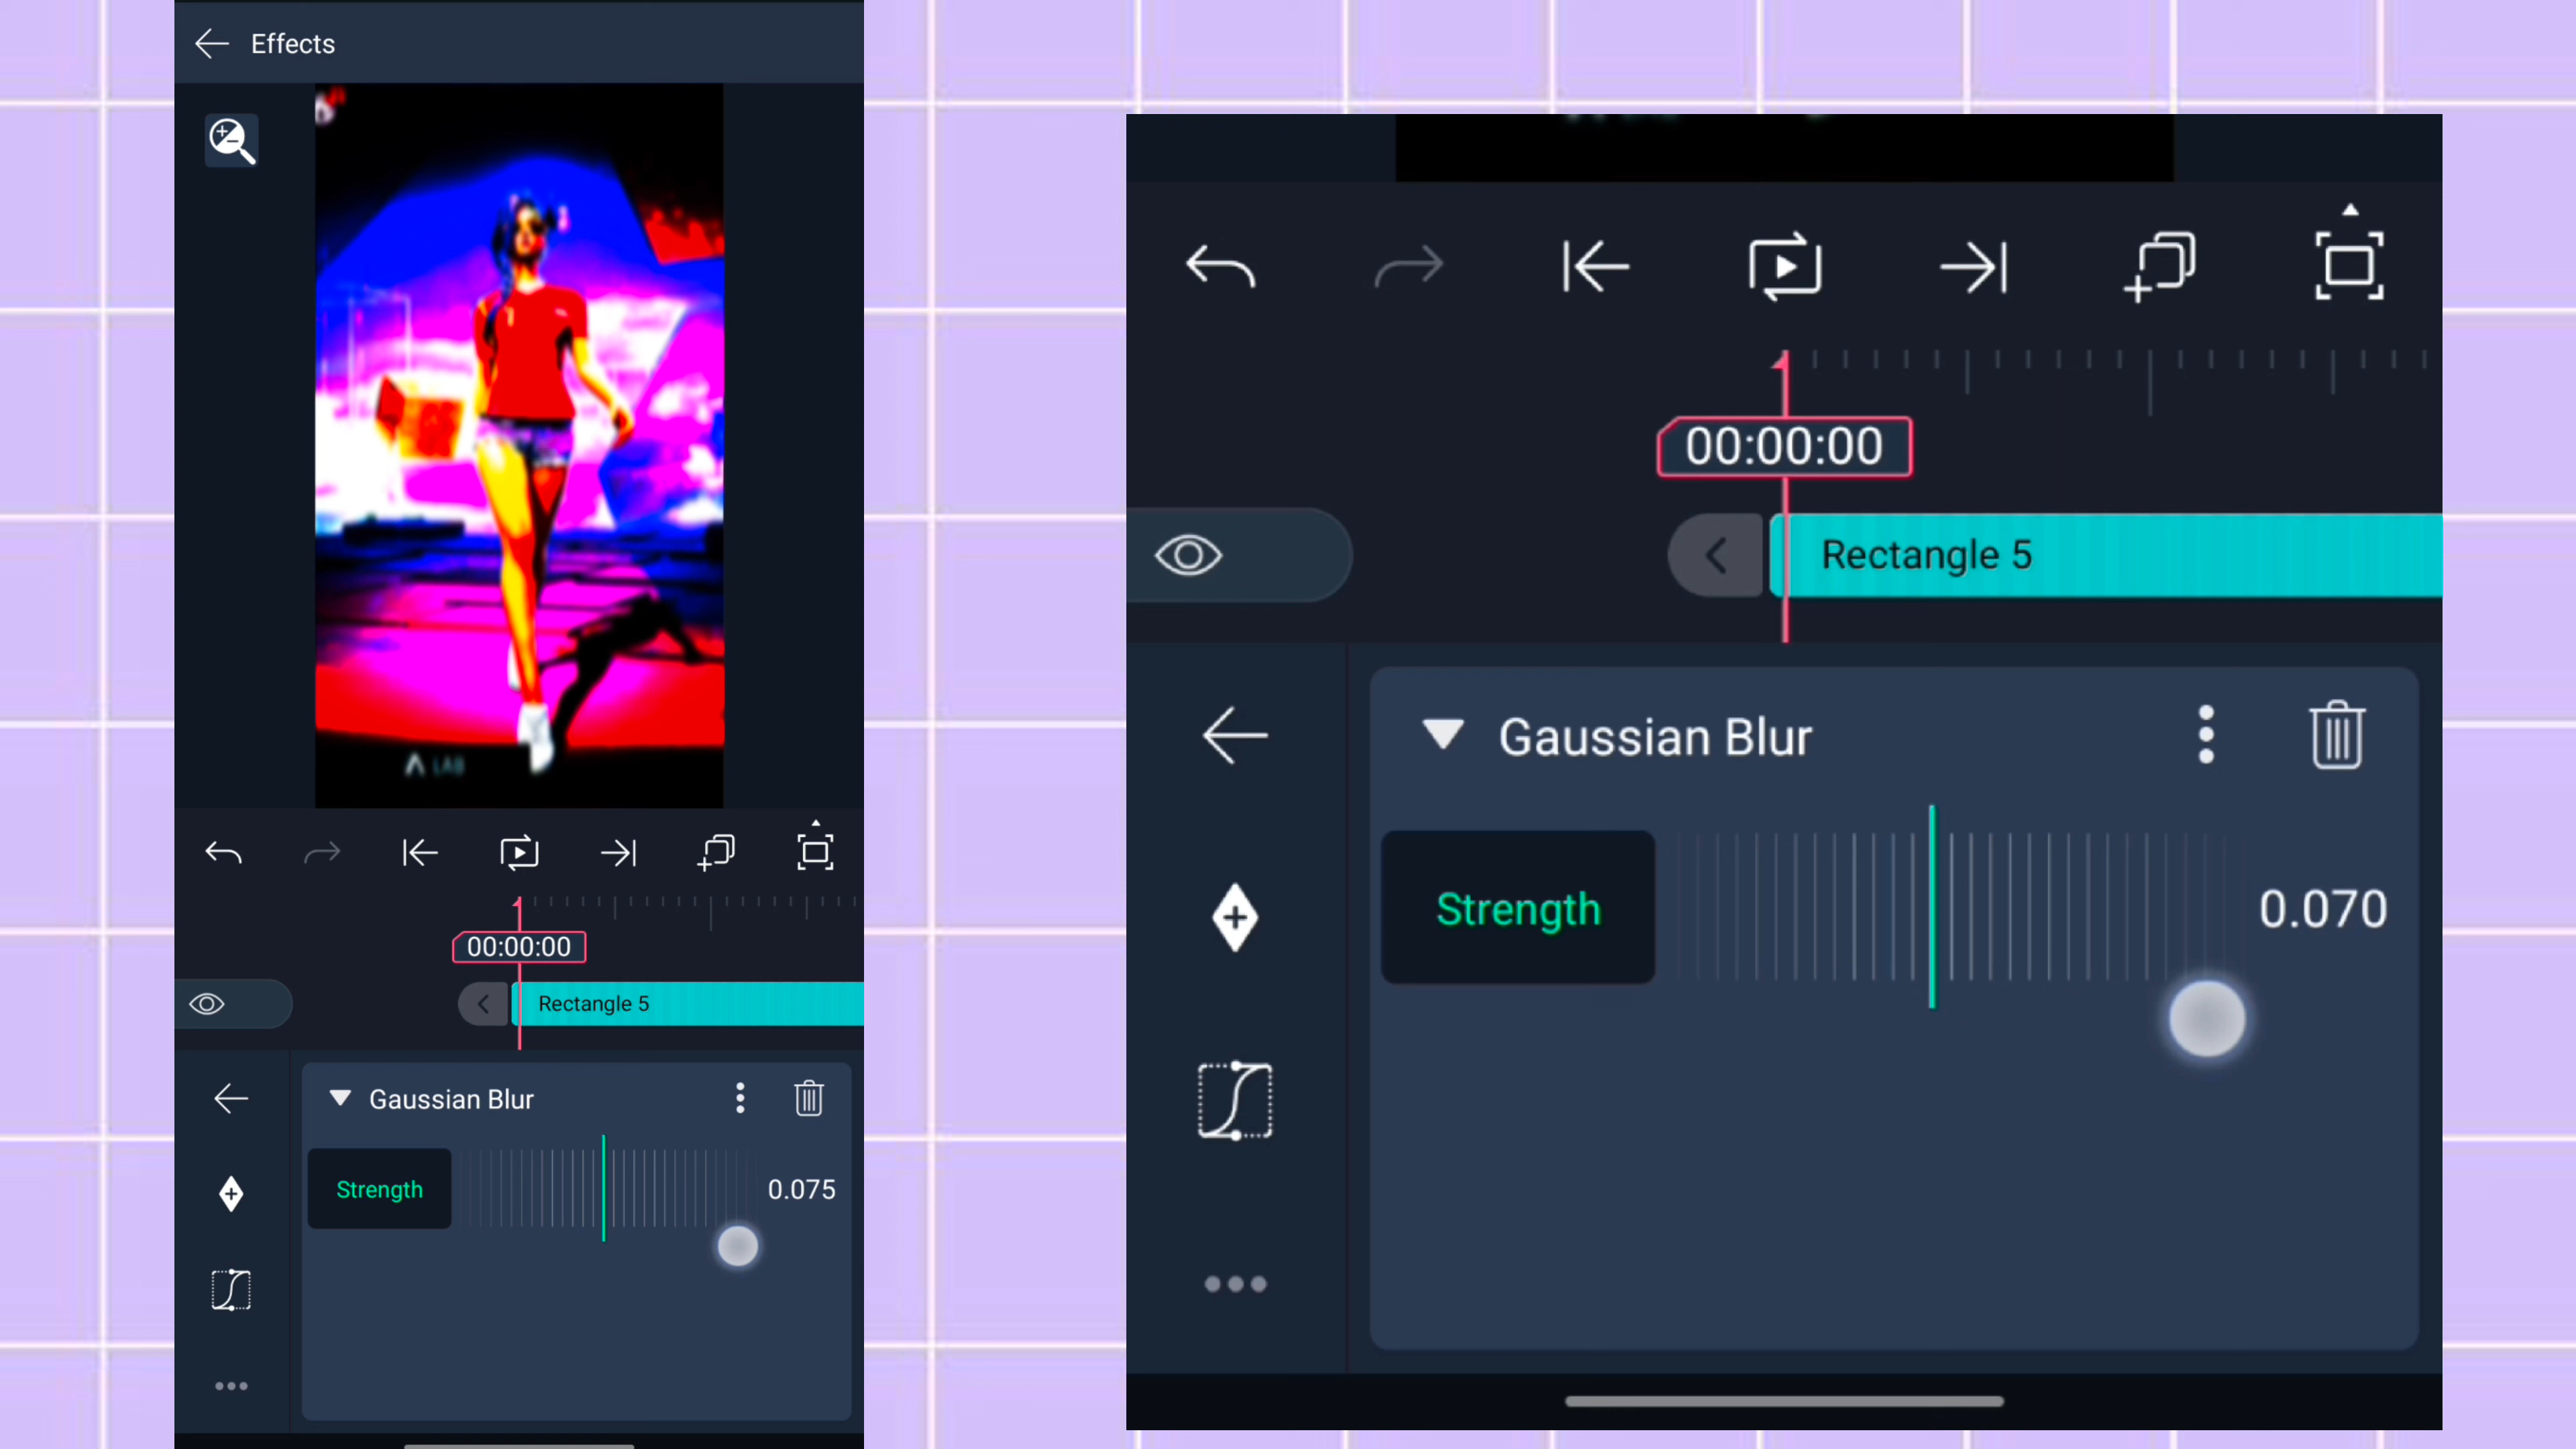 Effects
LAB
00:00:00
Rectangle 5
Gaussian Blur
Strength
0.075
00:00:00
Rectangle 5
Gaussian Blur
Strength
0.070